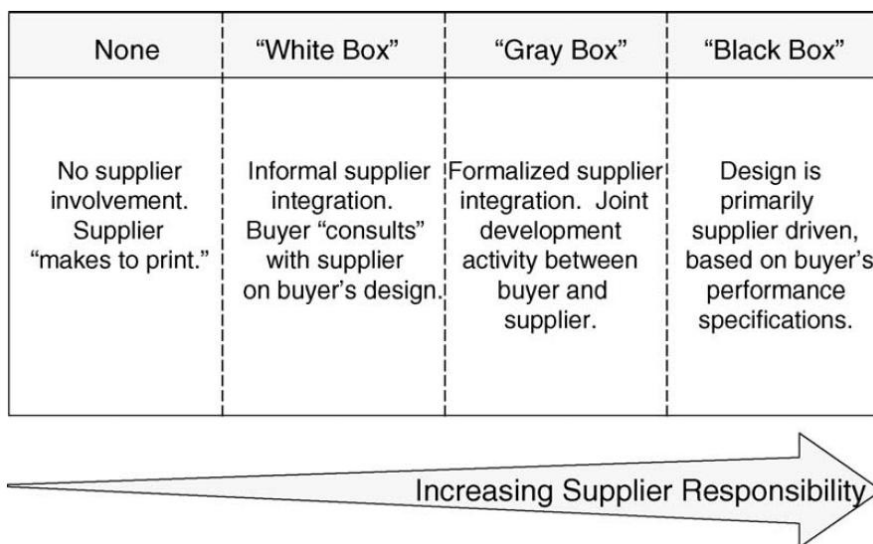 None
“White Box”
“Gray Box”
“Black Box”
No supplier
involvement.
Supplier
“makes to print.”
Informal supplier
integration.
Buyer “consults”
with supplier
on buyer’s design.
Formalized supplier
integration. Joint
development
activity between
buyer and
supplier.
Design is
primarily
supplier driven,
based on buyer’s
performance
specifications.
Increasing Supplier Responsibility